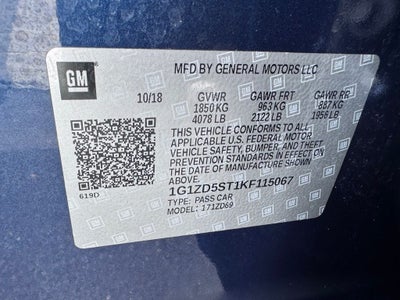 GM
MFD BY GENERAL MOTORS LLC
10/18 GVWR GAWR FRT GAWR RR
1850 KG 963 KG 887 KG
4078 LB 2122 LB 1956 LB
THIS VEHICLE CONFORMS TO ALL
APPLICABLE U.S. FEDERAL MOTOR
VEHICLE SAFETY, BUMPER, AND THEFT
PREVENTION STANDARDS IN EFFECT ON
THE DATE OF MANUFACTURE SHOWN
ABOVE.
1G1ZD5ST1KF115067
619D
TYPE: PASS CAR
MODEL: 171ZD69